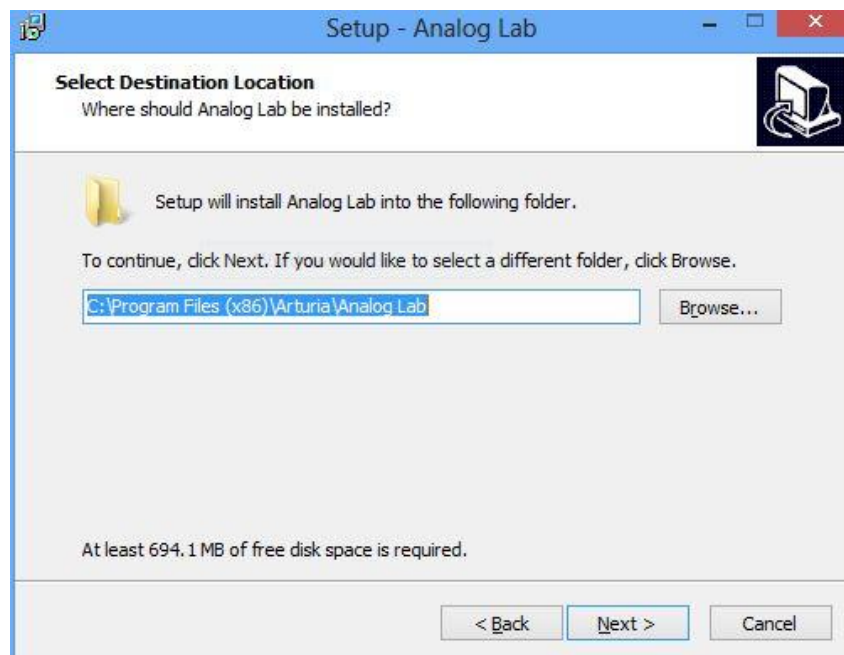 Setup - Analog Lab
Select Destination Location
Where should Analog Lab be installed?
Setup will install Analog Lab into the following folder.
To continue, click Next. If you would like to select a different folder, click Browse.
C:\Program Files (x86)\Arturia\Analog Lab
Browse...
At least 694.1 MB of free disk space is required.
< Back
Next >
Cancel